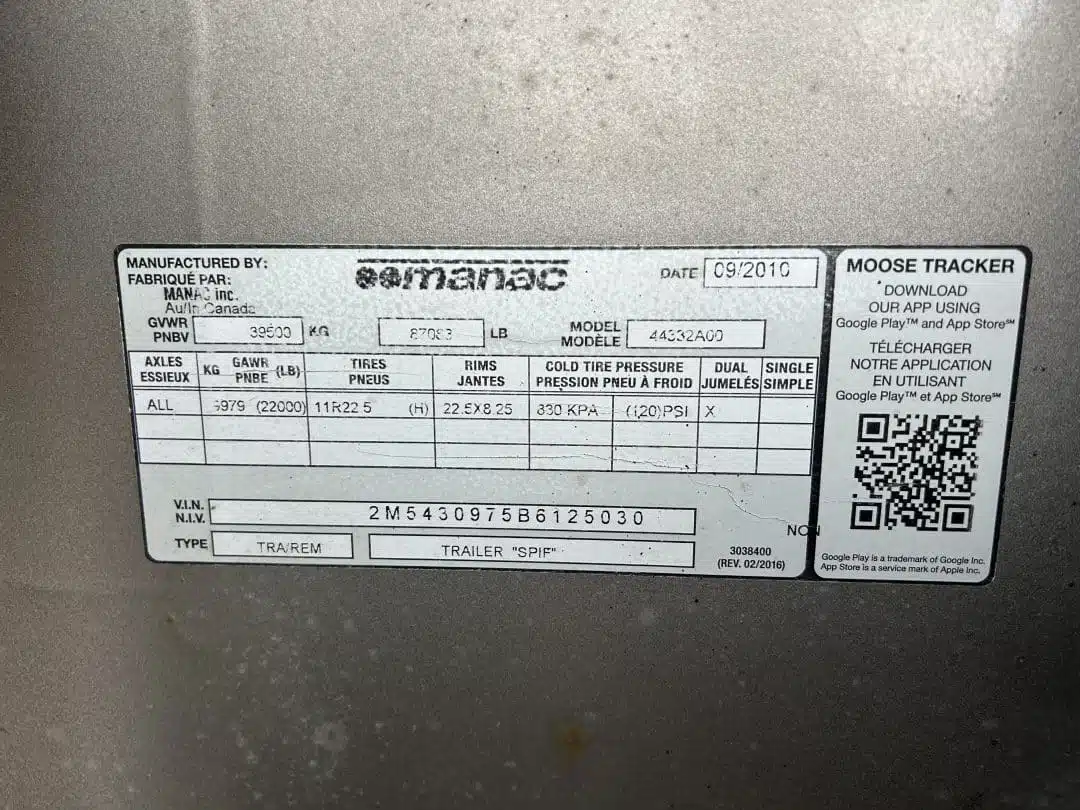 MANUFACTURED BY:
FABRIQUÉ PAR:
MANAC inc.
Canada
manac
DATE 09/2010
GVWR
PNBV
39500 KG
87083 LB
MODEL
MODÈLE
44332A00
AXLES
ESSIEUX
KG GAWR
PNBE (LB)
TIRES
PNEUS
RIMS
JANTES
COLD TIRE PRESSURE
PRESSION PNEU À FROID
DUAL
JUMELÉS
SINGLE
SIMPLE
ALL 9979 (22000) 11R22.5 (H) 22.5X8.25 830 KPA (120)PSI X
V.I.N.
N.I.V.
2M5430975B6125030
NON
TYPE TRA/REM TRAILER "SPIF"
3038400
(REV. 02/2016)
MOOSE TRACKER
DOWNLOAD
OUR APP USING
Google Play™ and App Store℠
TÉLÉCHARGER
NOTRE APPLICATION
EN UTILISANT
Google Play™ et App Store℠
Google Play is a trademark of Google Inc.
App Store is a service mark of Apple Inc.